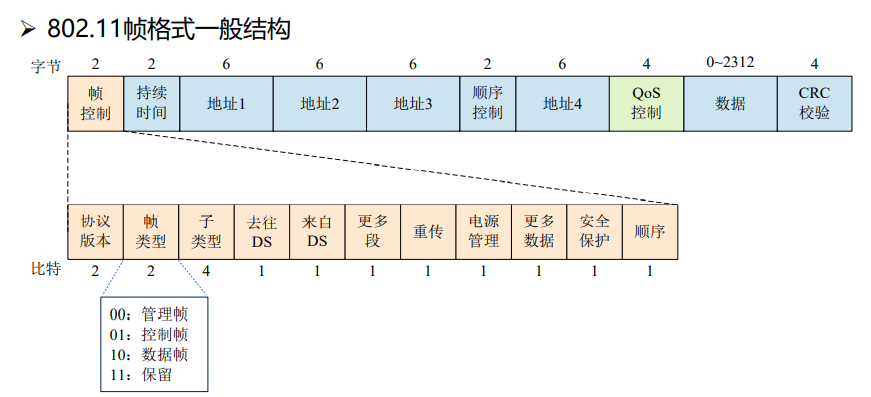 ➢ 802.11帧格式一般结构
字节 2 2 6 6 6 2 6 4 0~2312 4
帧控制 持续时间 地址1 地址2 地址3 顺序控制 地址4 QoS控制 数据 CRC校验
协议版本 帧类型 子类型 去往DS 来自DS 更多段 重传 电源管理 更多数据 安全保护 顺序
比特 2 2 4 1 1 1 1 1 1 1 1
00：管理帧
01：控制帧
10：数据帧
11：保留